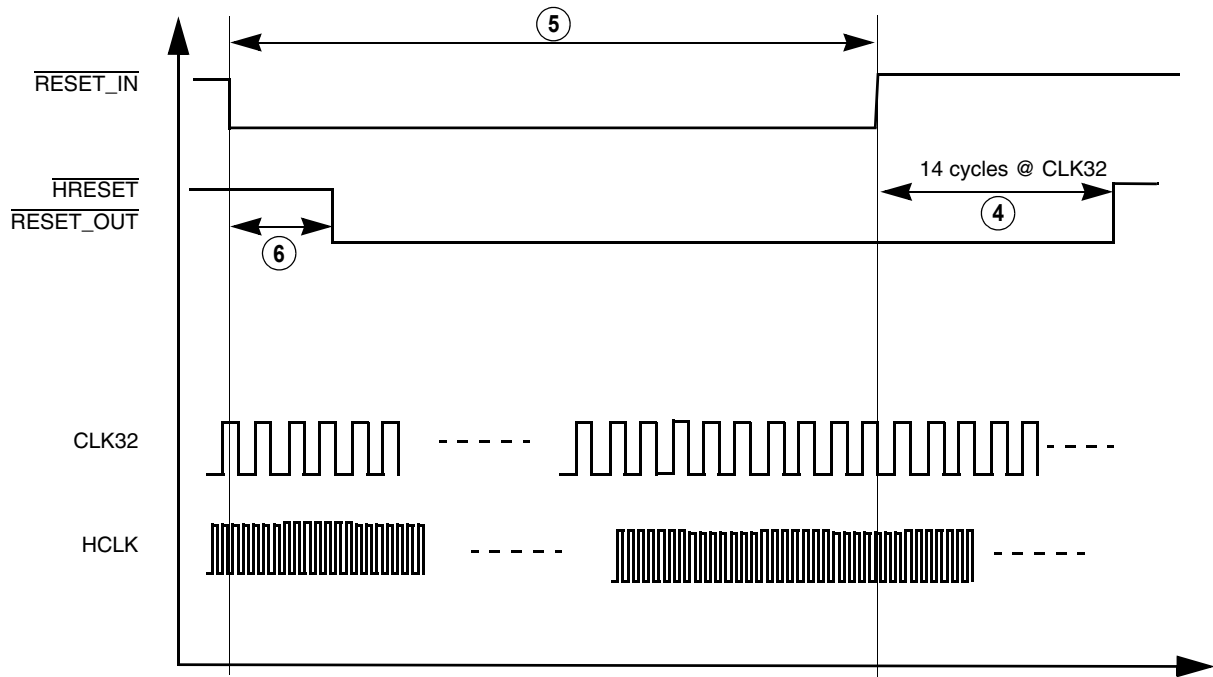 5
RESET_IN
14 cycles @ CLK32
HRESET
4
RESET_OUT
6
CLK32
HCLK